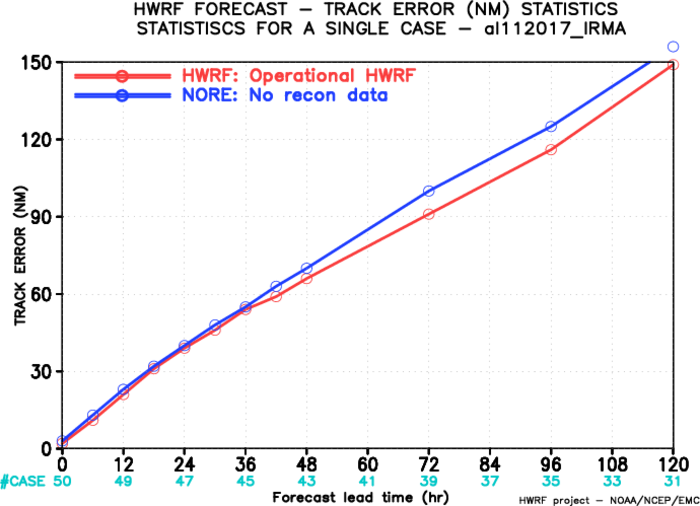 HWRF FORECAST – TRACK ERROR (NM) STATISTICS
STATISTISCS FOR A SINGLE CASE – al112017_IRMA
HWRF: Operational HWRF
NORE: No recon data
TRACK ERROR (NM)
150
120
90
60
30
0
0 12 24 36 48 60 72 84 96 108 120
#CASE 50 49 47 45 43 41 39 37 35 33 31
Forecast lead time (hr)
HWRF project – NOAA/NCEP/EMC